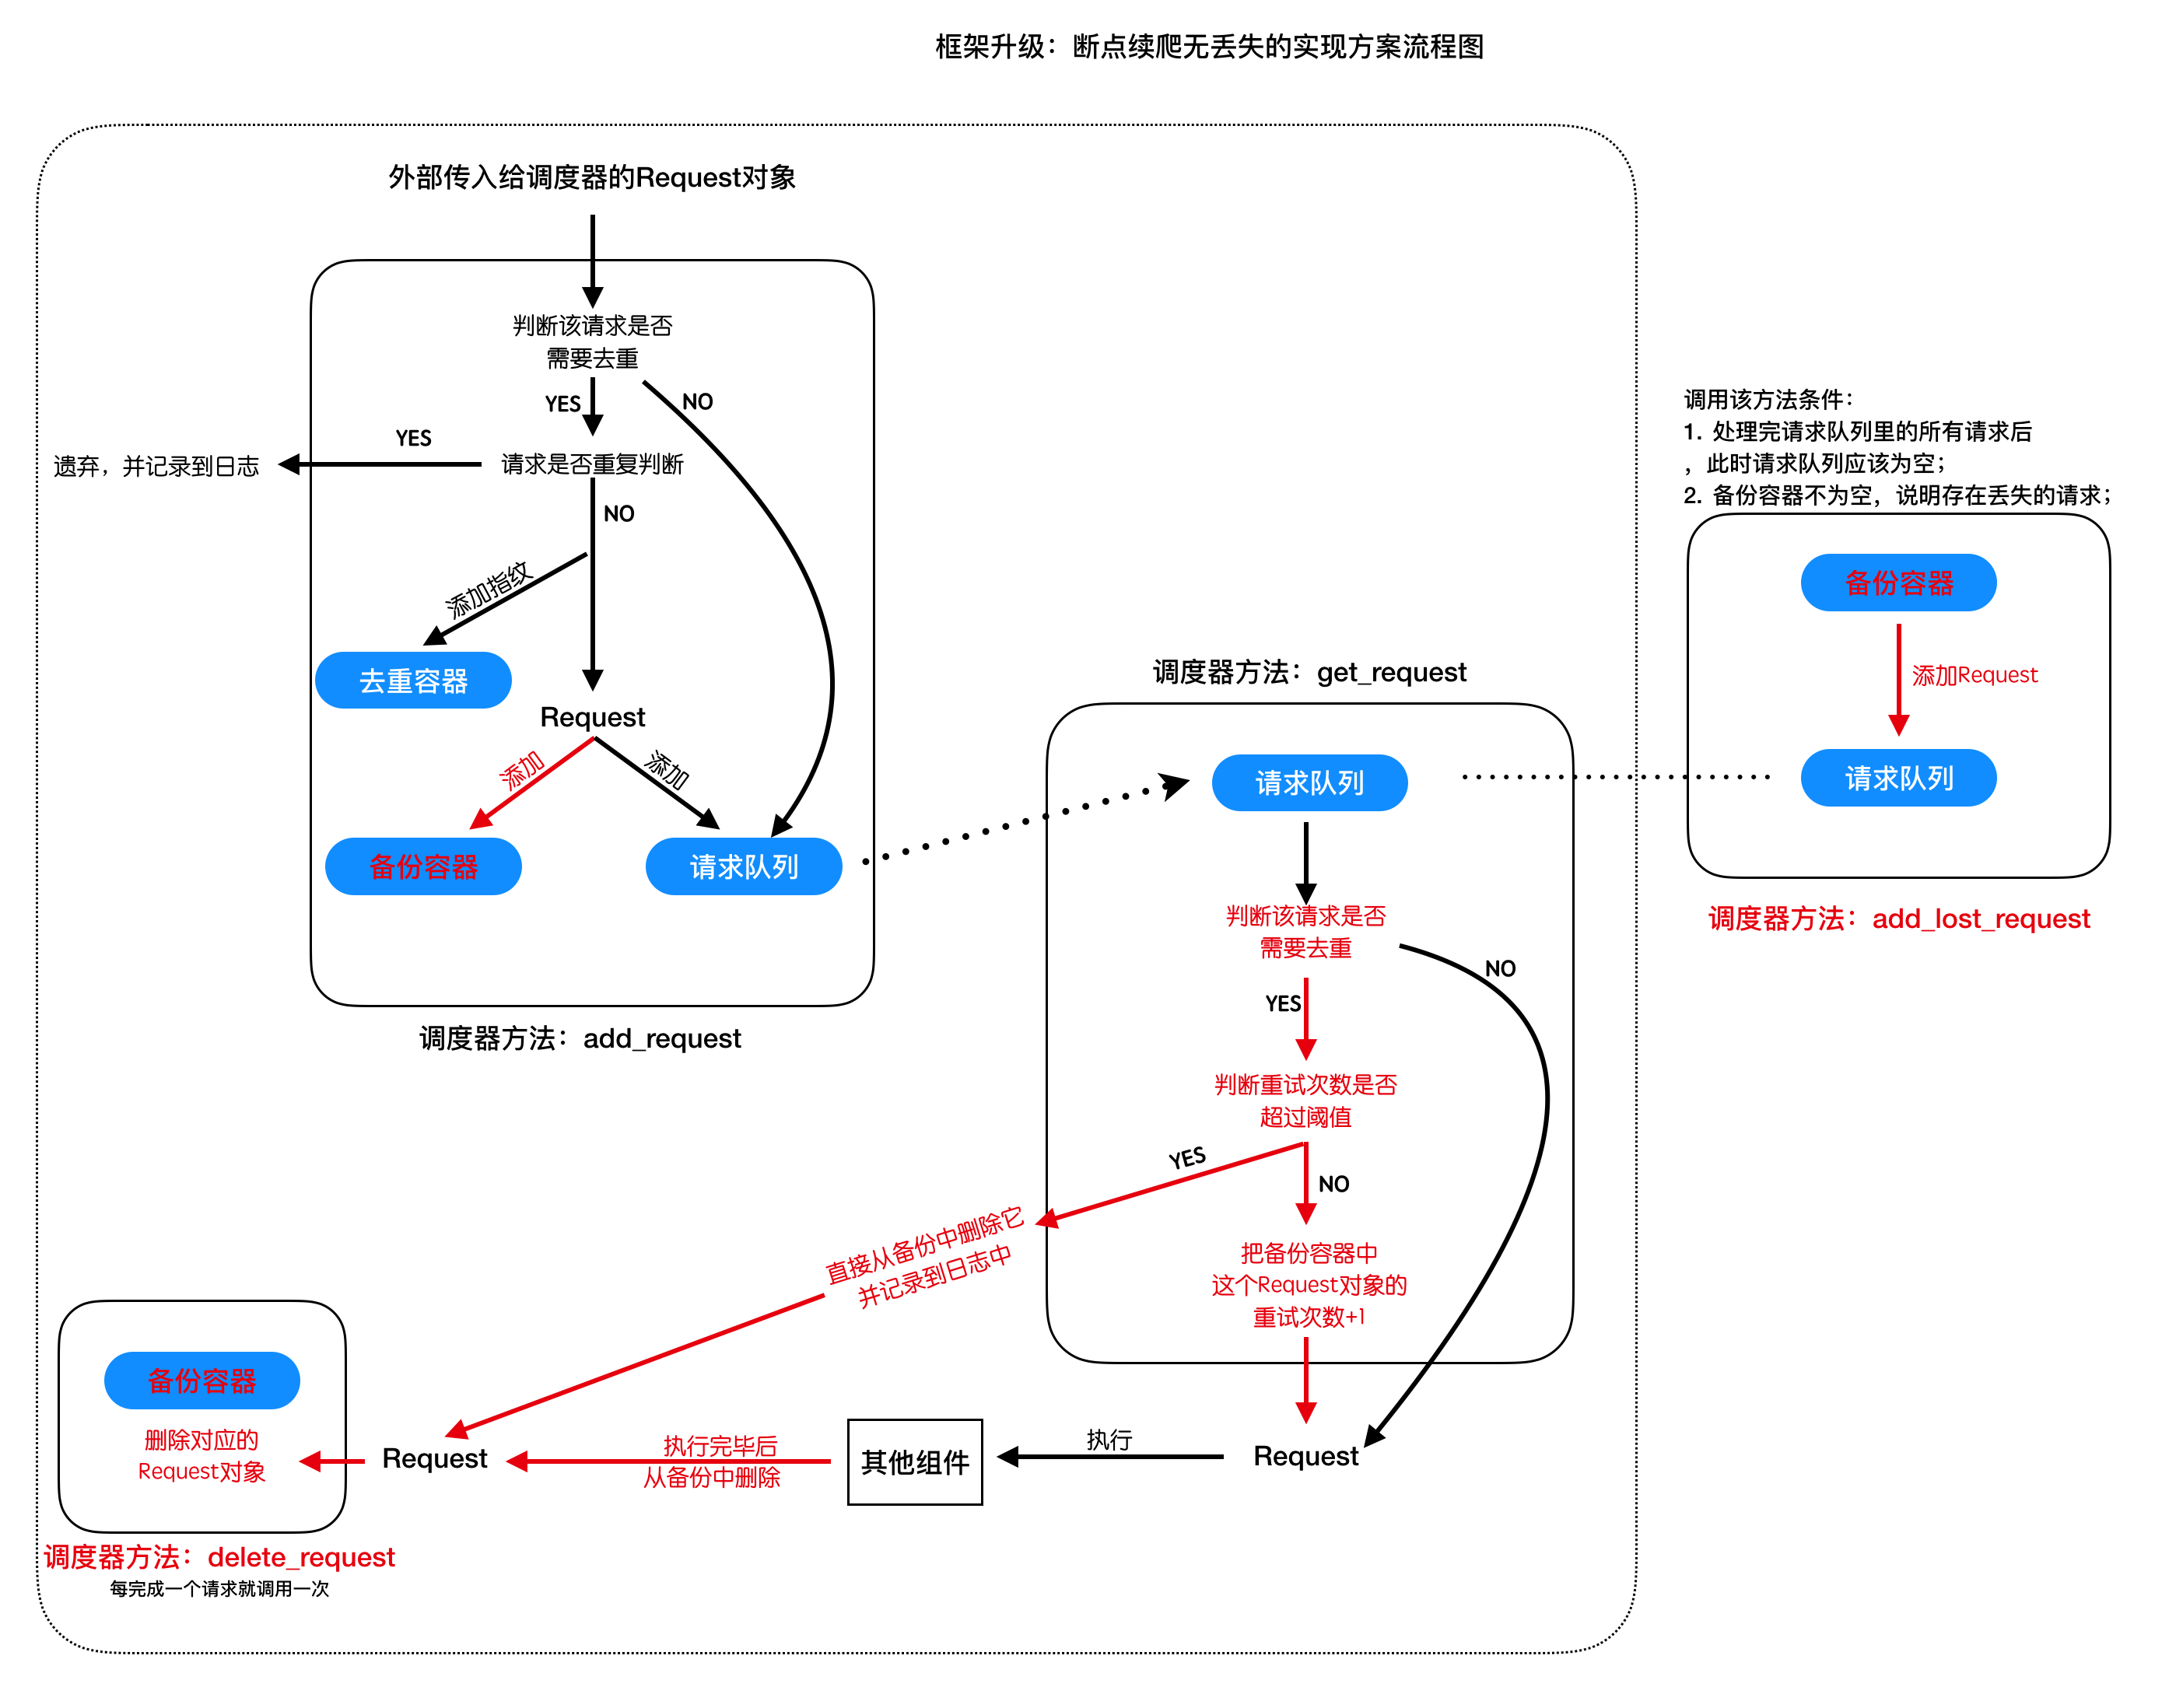 框架升级：断点续爬无丢失的实现方案流程图
外部传入给调度器的Request对象
判断该请求是否
需要去重
YES
NO
YES
遗弃，并记录到日志
请求是否重复判断
NO
添加指纹
去重容器
Request
添加
添加
备份容器
请求队列
调度器方法：add_request
调度器方法：get_request
请求队列
判断该请求是否
需要去重
NO
YES
判断重试次数是否
超过阈值
YES
NO
直接从备份中删除它
并记录到日志中
把备份容器中
这个Request对象的
重试次数+1
Request
执行
其他组件
执行完毕后
从备份中删除
Request
备份容器
删除对应的
Request对象
调度器方法：delete_request
每完成一个请求就调用一次
调用该方法条件：
1. 处理完请求队列里的所有请求后
，此时请求队列应该为空；
2. 备份容器不为空，说明存在丢失的请求；
备份容器
添加Request
请求队列
调度器方法：add_lost_request